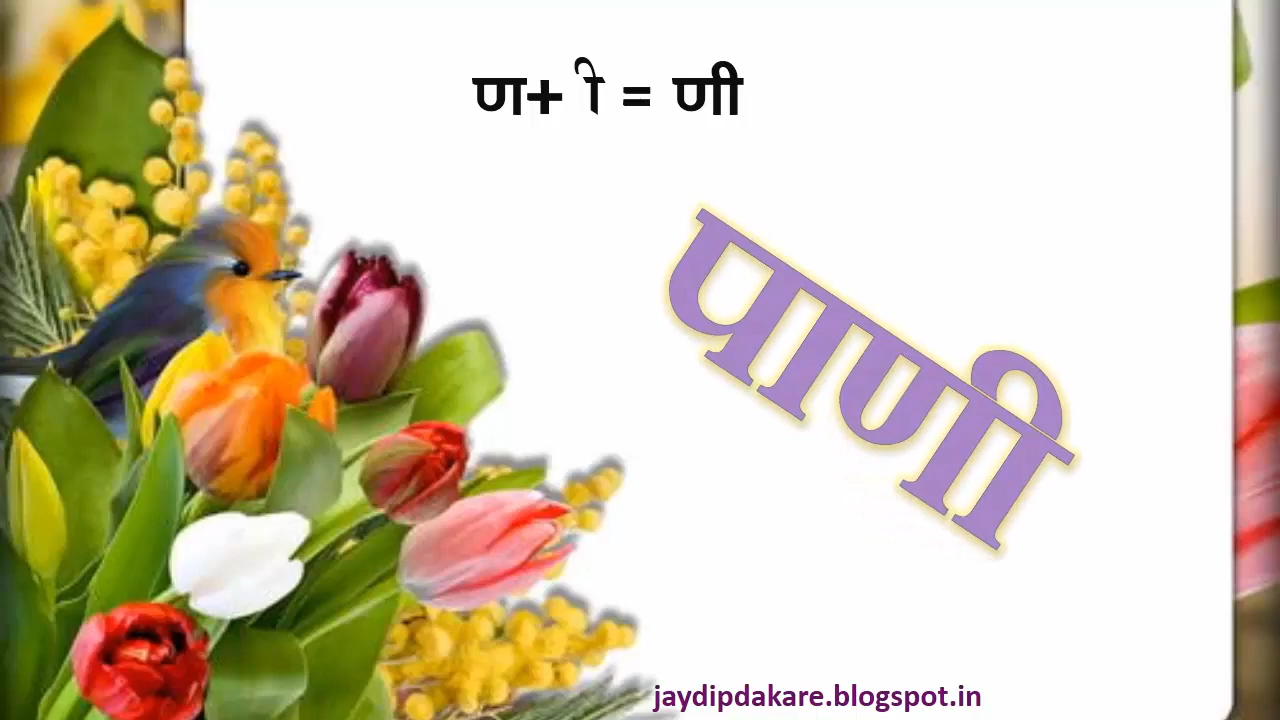 ण+ ी = णी
पाणी
jaydipdakare.blogspot.in